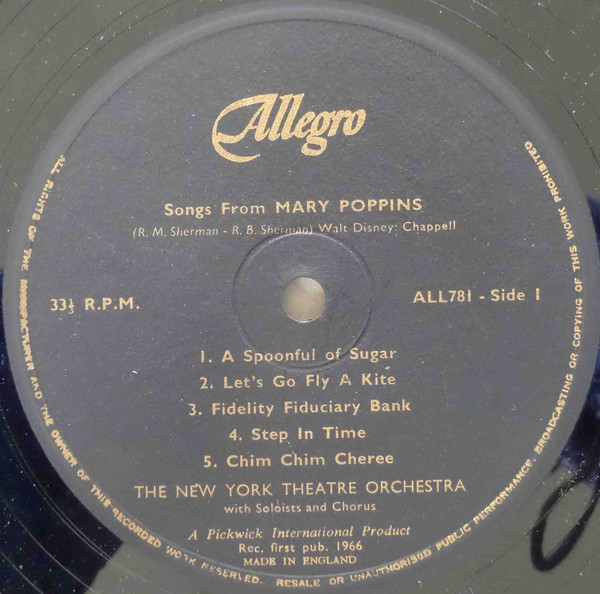 Allegro
Songs From MARY POPPINS
(R. M. Sherman - R. B. Sherman) Walt Disney: Chappell
33⅓ R.P.M.
ALL781 - Side 1
1. A Spoonful of Sugar
2. Let's Go Fly A Kite
3. Fidelity Fiduciary Bank
4. Step In Time
5. Chim Chim Cheree
THE NEW YORK THEATRE ORCHESTRA
with Soloists and Chorus
A Pickwick International Product
Rec. first pub. 1966
MADE IN ENGLAND
ALL RIGHTS OF THE MANUFACTURER AND THE OWNER OF THIS RECORDED WORK RESERVED. RESALE OR UNAUTHORISED PUBLIC PERFORMANCE, BROADCASTING OR COPYING OF THIS WORK PROHIBITED